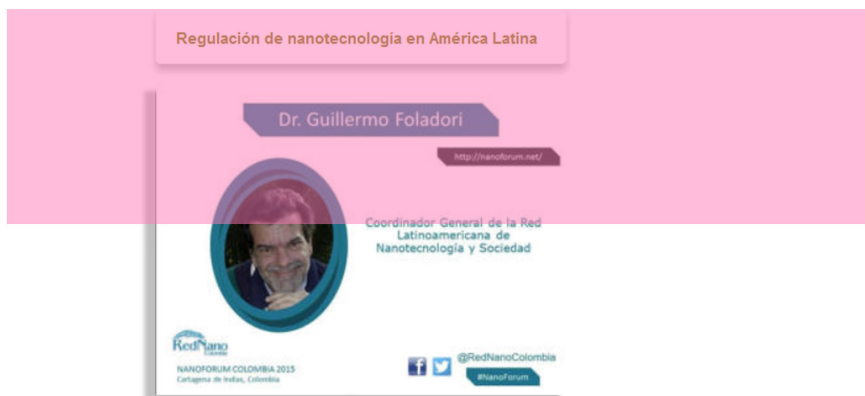 Regulación de nanotecnología en América Latina
Dr. Guillermo Foladori
http://nanoforum.net/
Coordinador General de la Red
Latinoamericana de
Nanotecnología y Sociedad
RedNano
Colombia
NANOFORUM COLOMBIA 2015
Cartagena de Indias, Colombia
@RedNanoColombia
#NanoForum